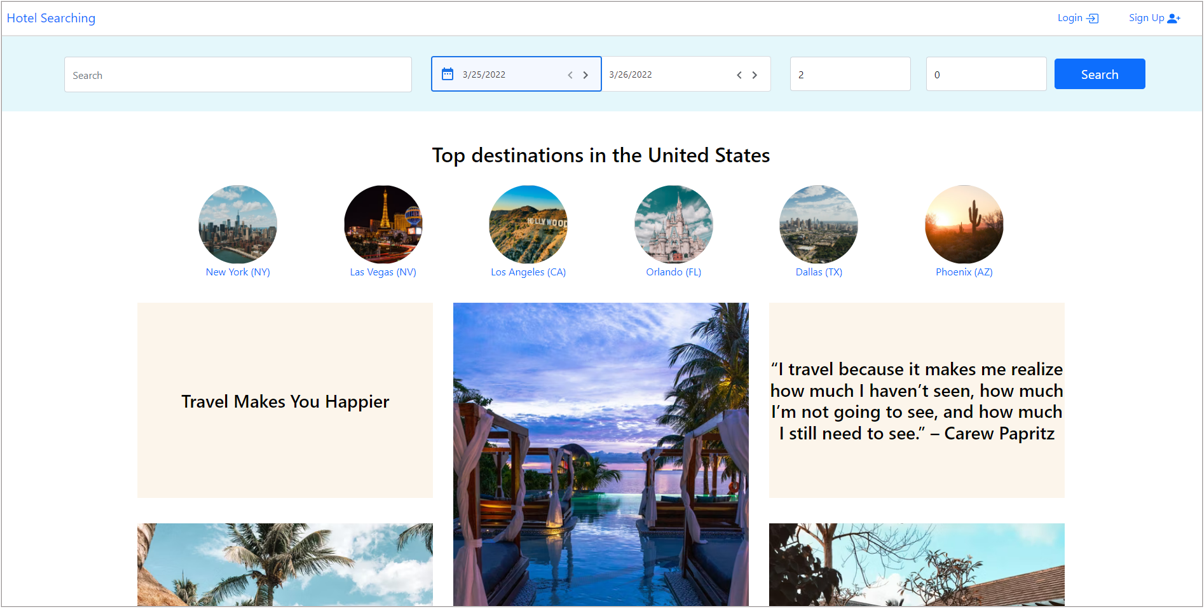 Hotel Searching
Login
Sign Up
Search
3/25/2022
3/26/2022
2
0
Search
Top destinations in the United States
HOLLYWOOD
New York (NY)
Las Vegas (NV)
Los Angeles (CA)
Orlando (FL)
Dallas (TX)
Phoenix (AZ)
Travel Makes You Happier
“I travel because it makes me realize
how much I haven’t seen, how much
I’m not going to see, and how much
I still need to see.” – Carew Papritz